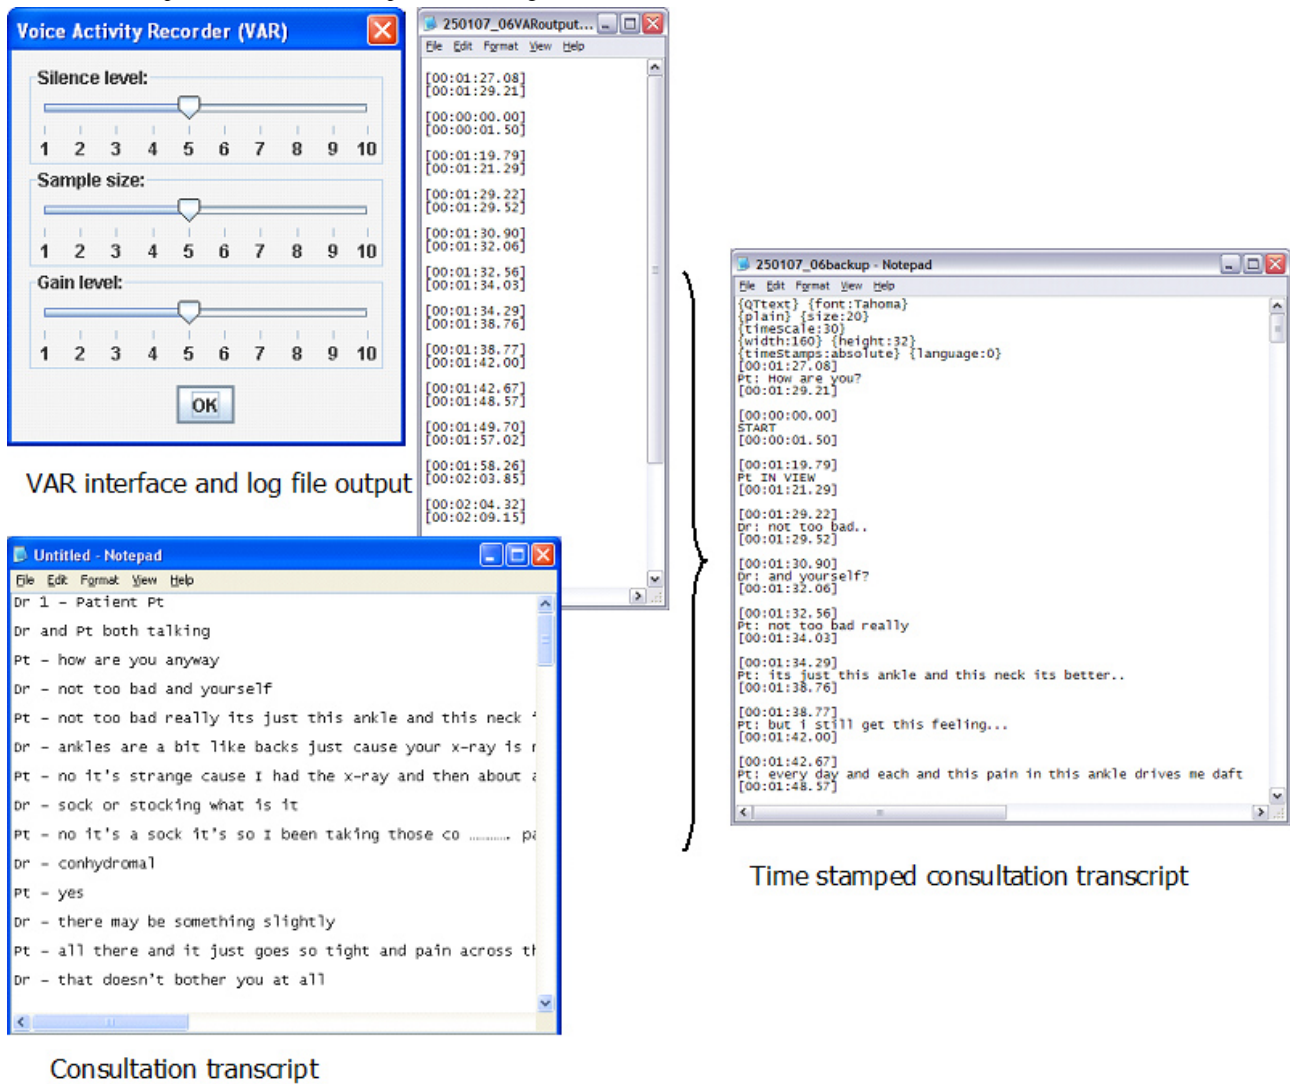 Voice Activity Recorder (VAR)
Silence level:
1 2 3 4 5 6 7 8 9 10
Sample size:
1 2 3 4 5 6 7 8 9 10
Gain level:
1 2 3 4 5 6 7 8 9 10
OK
VAR interface and log file output
250107_06VARoutput...
File Edit Format View Help
[00:01:27.08]
[00:01:29.21]
[00:00:00.00]
[00:00:01.50]
[00:01:19.79]
[00:01:21.29]
[00:01:29.22]
[00:01:29.52]
[00:01:30.90]
[00:01:32.06]
[00:01:32.56]
[00:01:34.03]
[00:01:34.29]
[00:01:38.76]
[00:01:38.77]
[00:01:42.00]
[00:01:42.67]
[00:01:48.57]
[00:01:49.70]
[00:01:57.02]
[00:01:58.26]
[00:02:03.85]
[00:02:04.32]
[00:02:09.15]
Untitled - Notepad
File Edit Format View Help
Dr 1 - Patient Pt
Dr and Pt both talking
Pt - how are you anyway
Dr - not too bad and yourself
Pt - not too bad really its just this ankle and this neck
Dr - ankles are a bit like backs just cause your x-ray is
Pt - no it's strange cause I had the x-ray and then about
Dr - sock or stocking what is it
Pt - no it's a sock it's so I been taking those co ............
Dr - conhydromal
Pt - yes
Dr - there may be something slightly
Pt - all there and it just goes so tight and pain across
Dr - that doesn't bother you at all
Consultation transcript
250107_06backup - Notepad
File Edit Format View Help
{QTtext} {font:Tahoma}
{plain} {size:20}
{timescale:30}
{width:160} {height:32}
{timeStamps:absolute} {language:0}
[00:01:27.08]
Pt: How are you?
[00:01:29.21]
[00:00:00.00]
START
[00:00:01.50]
[00:01:19.79]
Pt IN VIEW
[00:01:21.29]
[00:01:29.22]
Dr: not too bad..
[00:01:29.52]
[00:01:30.90]
Dr: and yourself?
[00:01:32.06]
[00:01:32.56]
Pt: not too bad really
[00:01:34.03]
[00:01:34.29]
Pt: its just this ankle and this neck its better..
[00:01:38.76]
[00:01:38.77]
Pt: but i still get this feeling...
[00:01:42.00]
[00:01:42.67]
Pt: every day and each and this pain in this ankle drives me daft
[00:01:48.57]
Time stamped consultation transcript